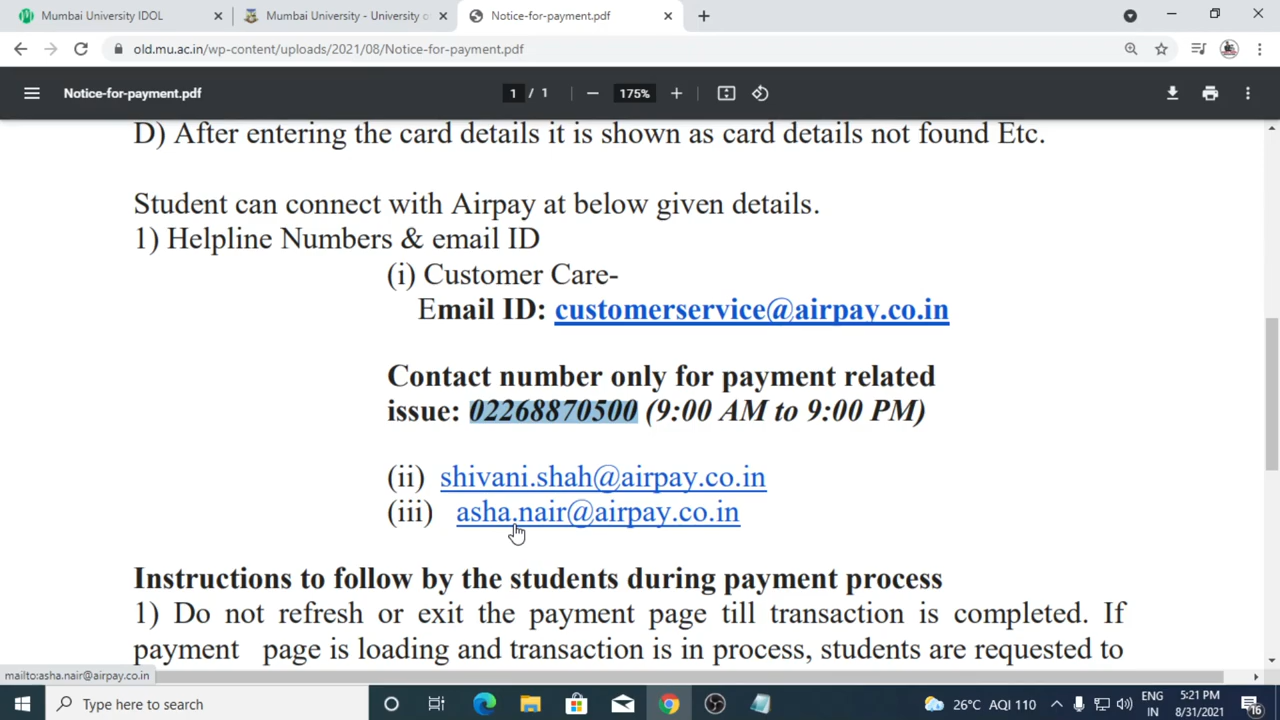 Mumbai University IDOL
Mumbai University - University o
Notice-for-payment.pdf
old.mu.ac.in/wp-content/uploads/2021/08/Notice-for-payment.pdf
Notice-for-payment.pdf
1 / 1
175%
D) After entering the card details it is shown as card details not found Etc.
Student can connect with Airpay at below given details.
1) Helpline Numbers & email ID
(i) Customer Care-
Email ID: customerservice@airpay.co.in
Contact number only for payment related
issue: 02268870500 (9:00 AM to 9:00 PM)
(ii) shivani.shah@airpay.co.in
(iii) asha.nair@airpay.co.in
Instructions to follow by the students during payment process
1) Do not refresh or exit the payment page till transaction is completed. If
payment page is loading and transaction is in process, students are requested to
mailto:asha.nair@airpay.co.in
Type here to search
26°C AQI 110
ENG
IN
5:21 PM
8/31/2021
16